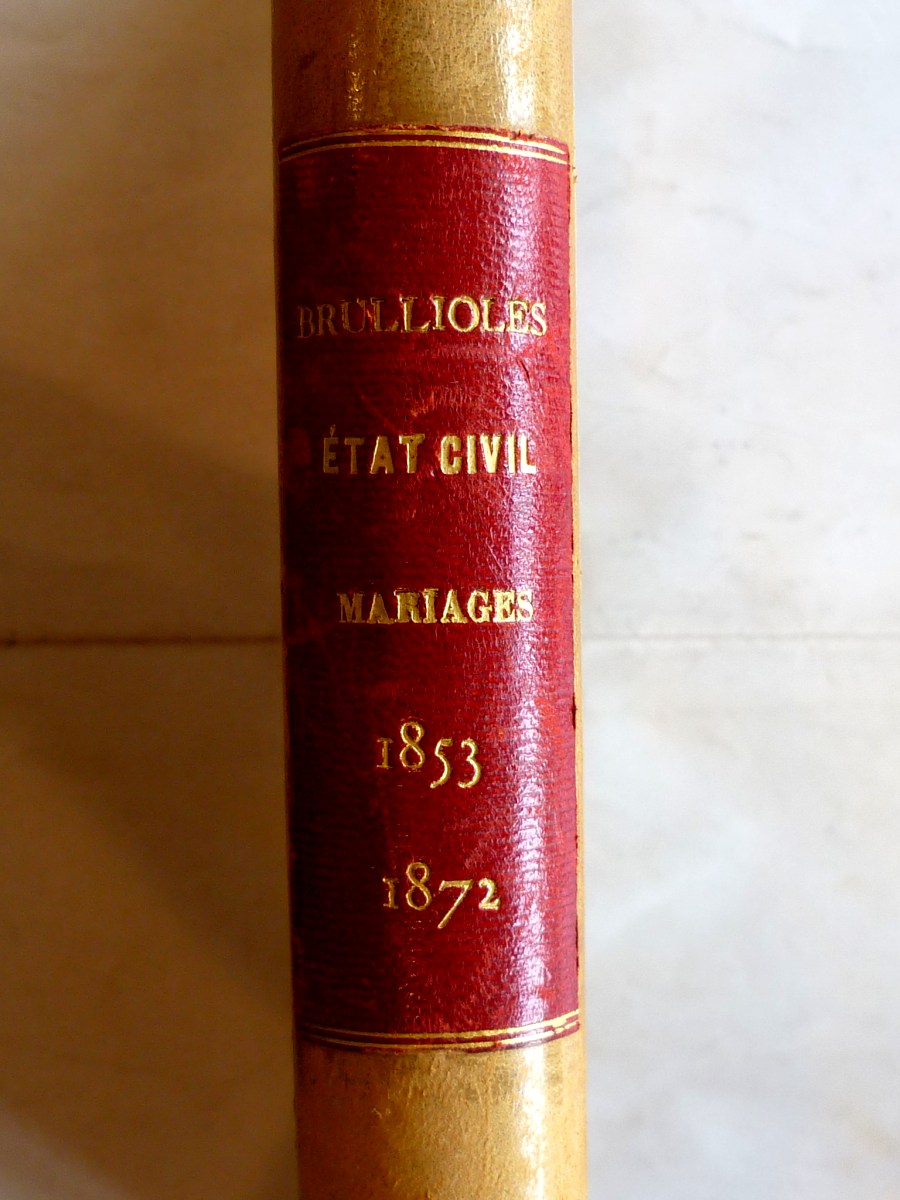 BRULLIOLES
ÉTAT CIVIL
MARIAGES
1853
1872